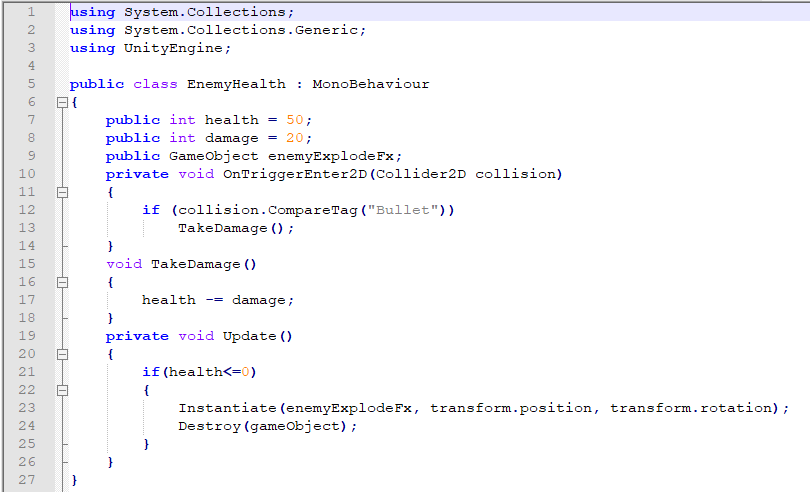 1 using System.Collections;
2 using System.Collections.Generic;
3 using UnityEngine;
4
5 public class EnemyHealth : MonoBehaviour
6 {
7     public int health = 50;
8     public int damage = 20;
9     public GameObject enemyExplodeFx;
10     private void OnTriggerEnter2D(Collider2D collision)
11     {
12         if (collision.CompareTag("Bullet"))
13             TakeDamage();
14     }
15     void TakeDamage()
16     {
17         health -= damage;
18     }
19     private void Update()
20     {
21         if(health<=0)
22         {
23             Instantiate(enemyExplodeFx, transform.position, transform.rotation);
24             Destroy(gameObject);
25         }
26     }
27 }